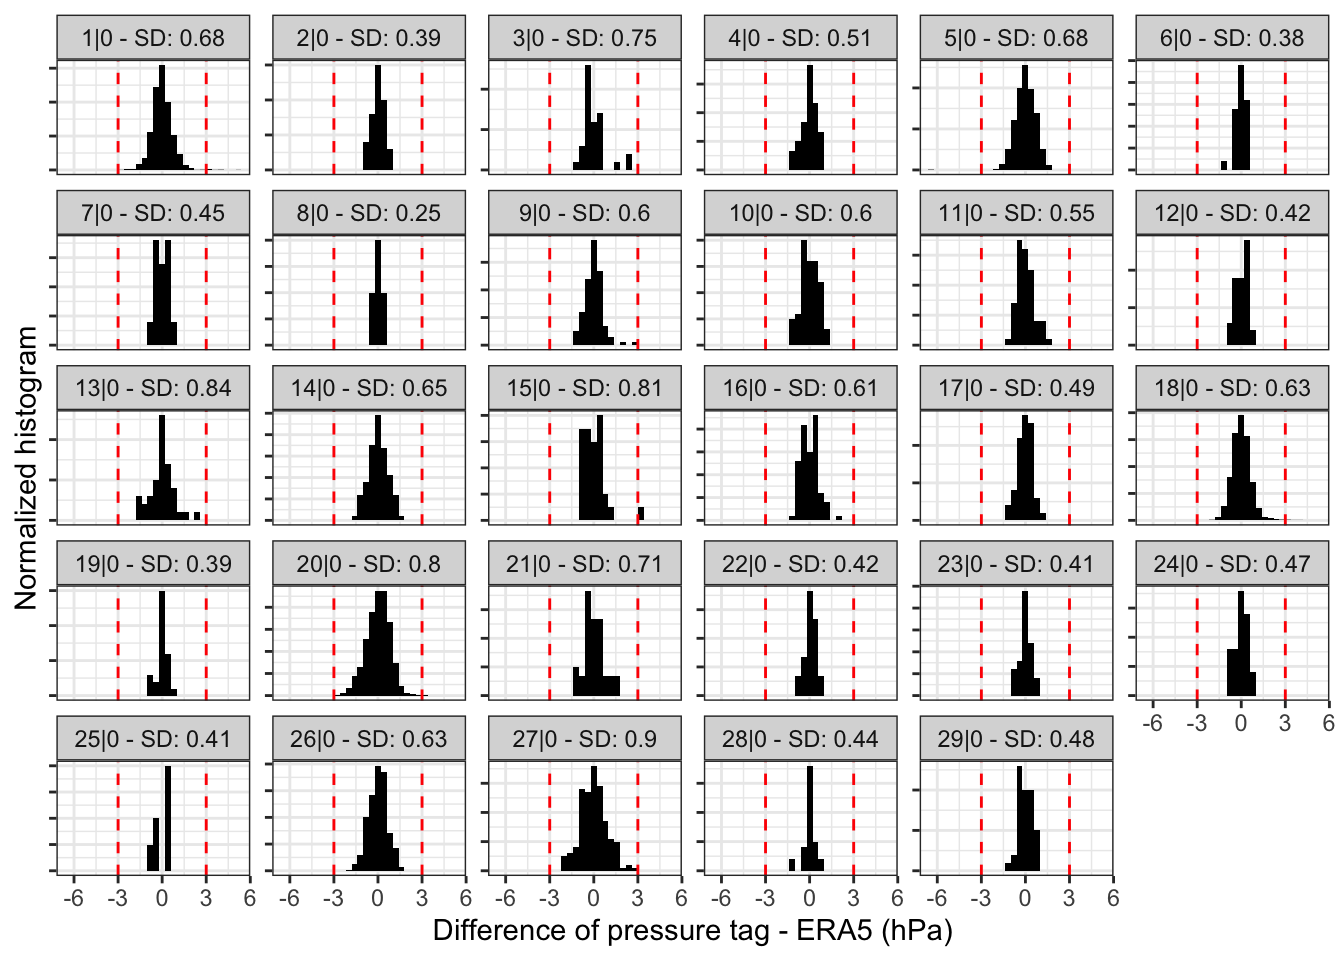 1|0 - SD: 0.68
2|0 - SD: 0.39
3|0 - SD: 0.75
4|0 - SD: 0.51
5|0 - SD: 0.68
6|0 - SD: 0.38
7|0 - SD: 0.45
8|0 - SD: 0.25
9|0 - SD: 0.6
10|0 - SD: 0.6
11|0 - SD: 0.55
12|0 - SD: 0.42
13|0 - SD: 0.84
14|0 - SD: 0.65
15|0 - SD: 0.81
16|0 - SD: 0.61
17|0 - SD: 0.49
18|0 - SD: 0.63
19|0 - SD: 0.39
20|0 - SD: 0.8
21|0 - SD: 0.71
22|0 - SD: 0.42
23|0 - SD: 0.41
24|0 - SD: 0.47
-6 -3 0 3 6
25|0 - SD: 0.41
26|0 - SD: 0.63
27|0 - SD: 0.9
28|0 - SD: 0.44
29|0 - SD: 0.48
-6 -3 0 3 6
-6 -3 0 3 6
-6 -3 0 3 6
-6 -3 0 3 6
-6 -3 0 3 6
Difference of pressure tag - ERA5 (hPa)
Normalized histogram